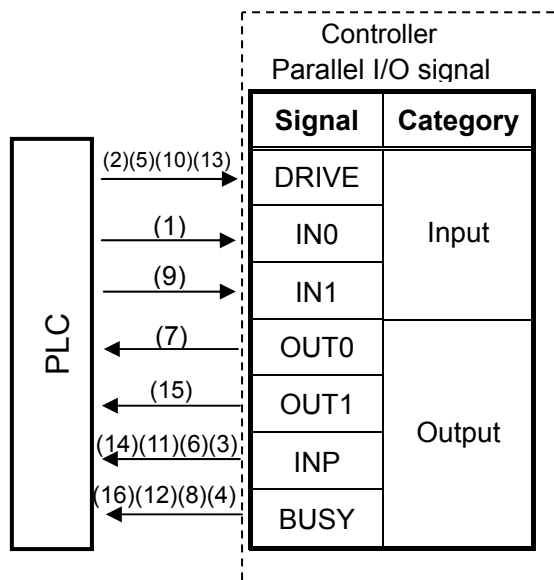 Controller
Parallel I/O signal
Signal Category
(2)(5)(10)(13) DRIVE
(1) IN0 Input
(9) IN1
PLC
(7) OUT0
(15) OUT1
Output
(14)(11)(6)(3) INP
(16)(12)(8)(4) BUSY